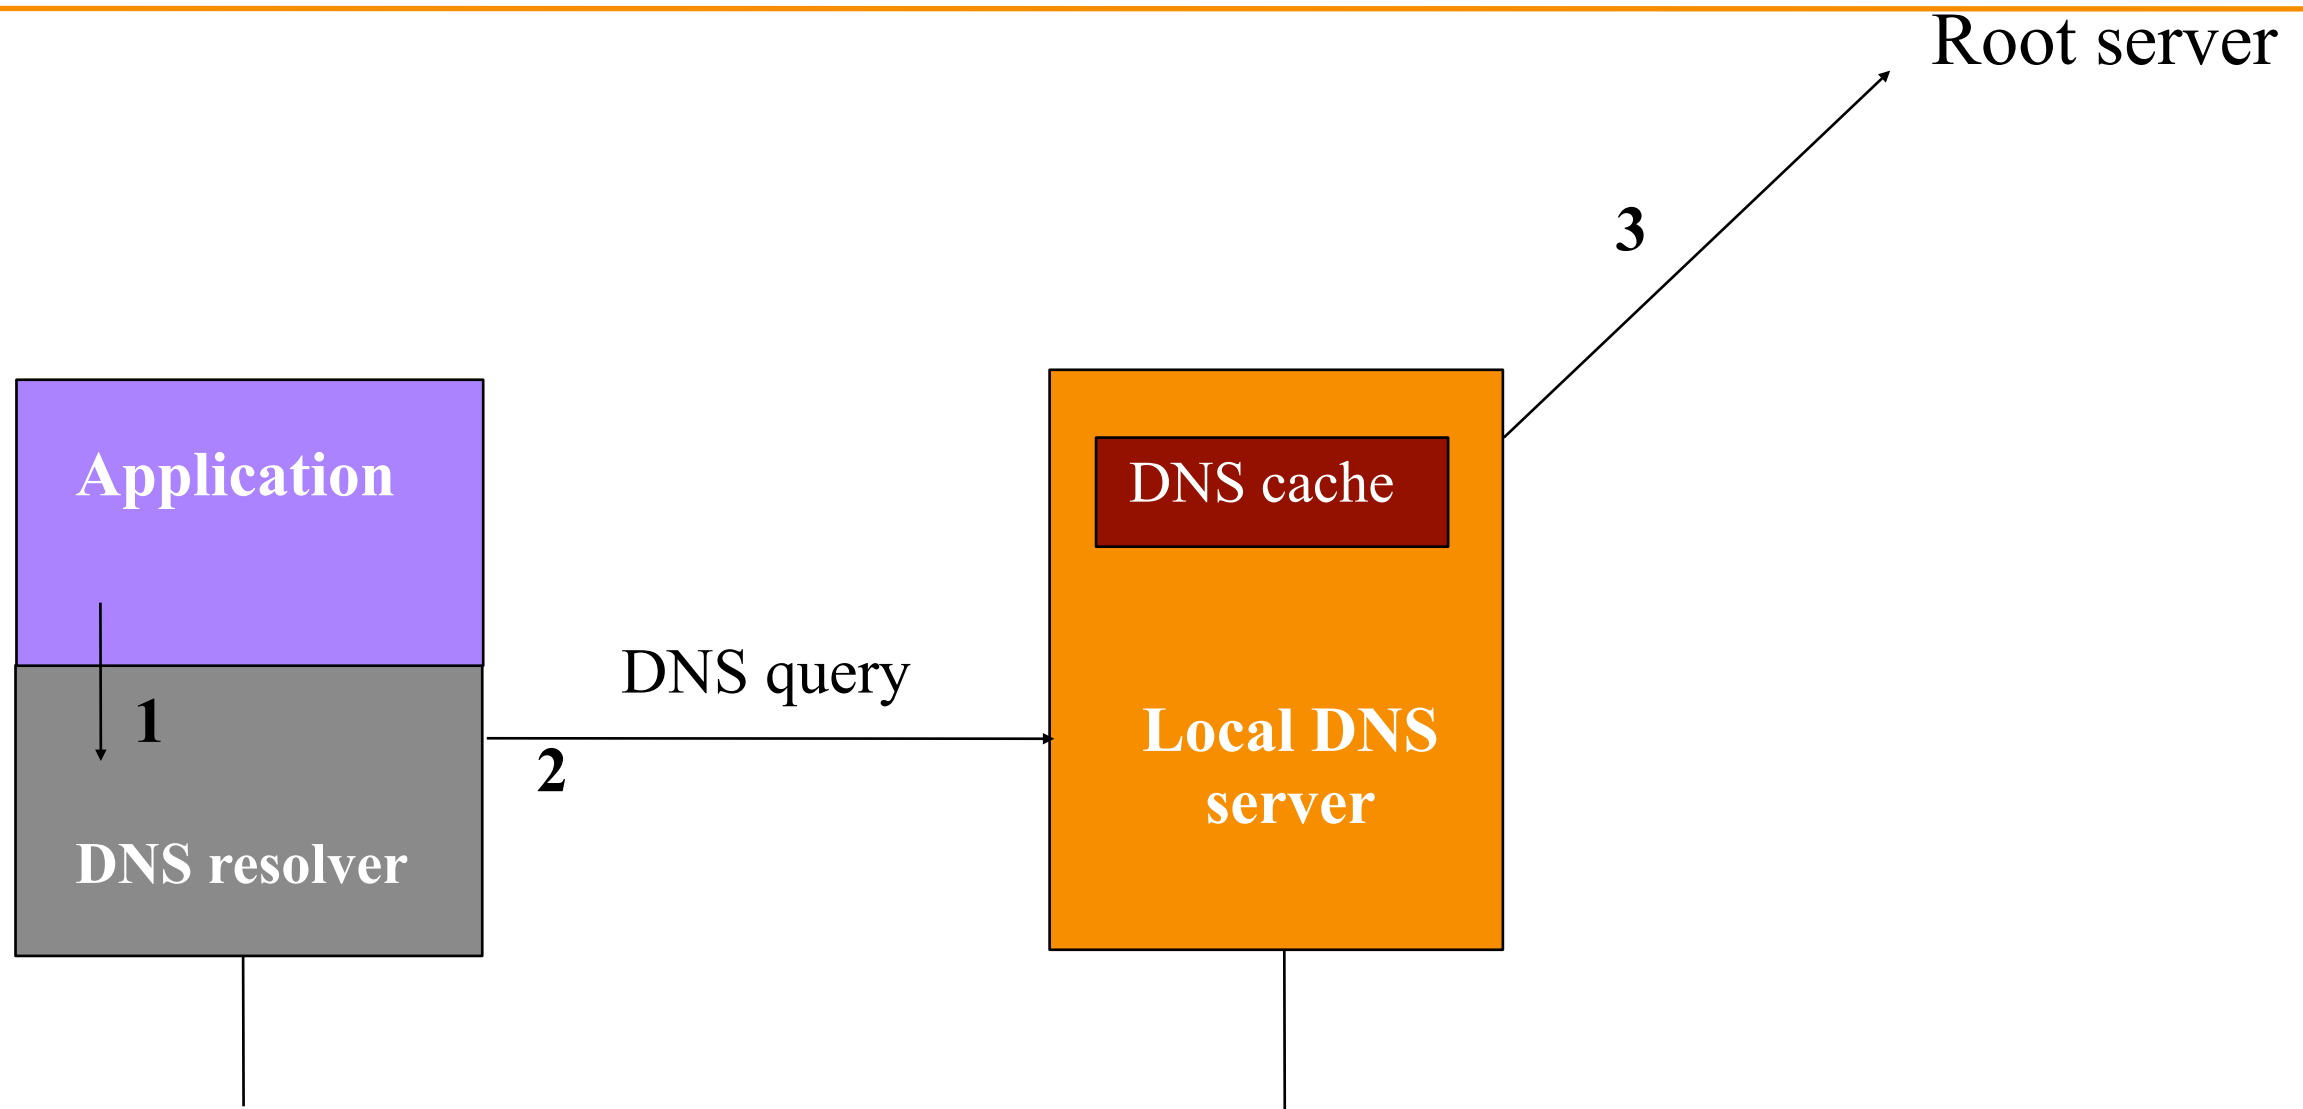 Root server
3
Application
DNS cache
DNS query
1
Local DNS
server
2
DNS resolver